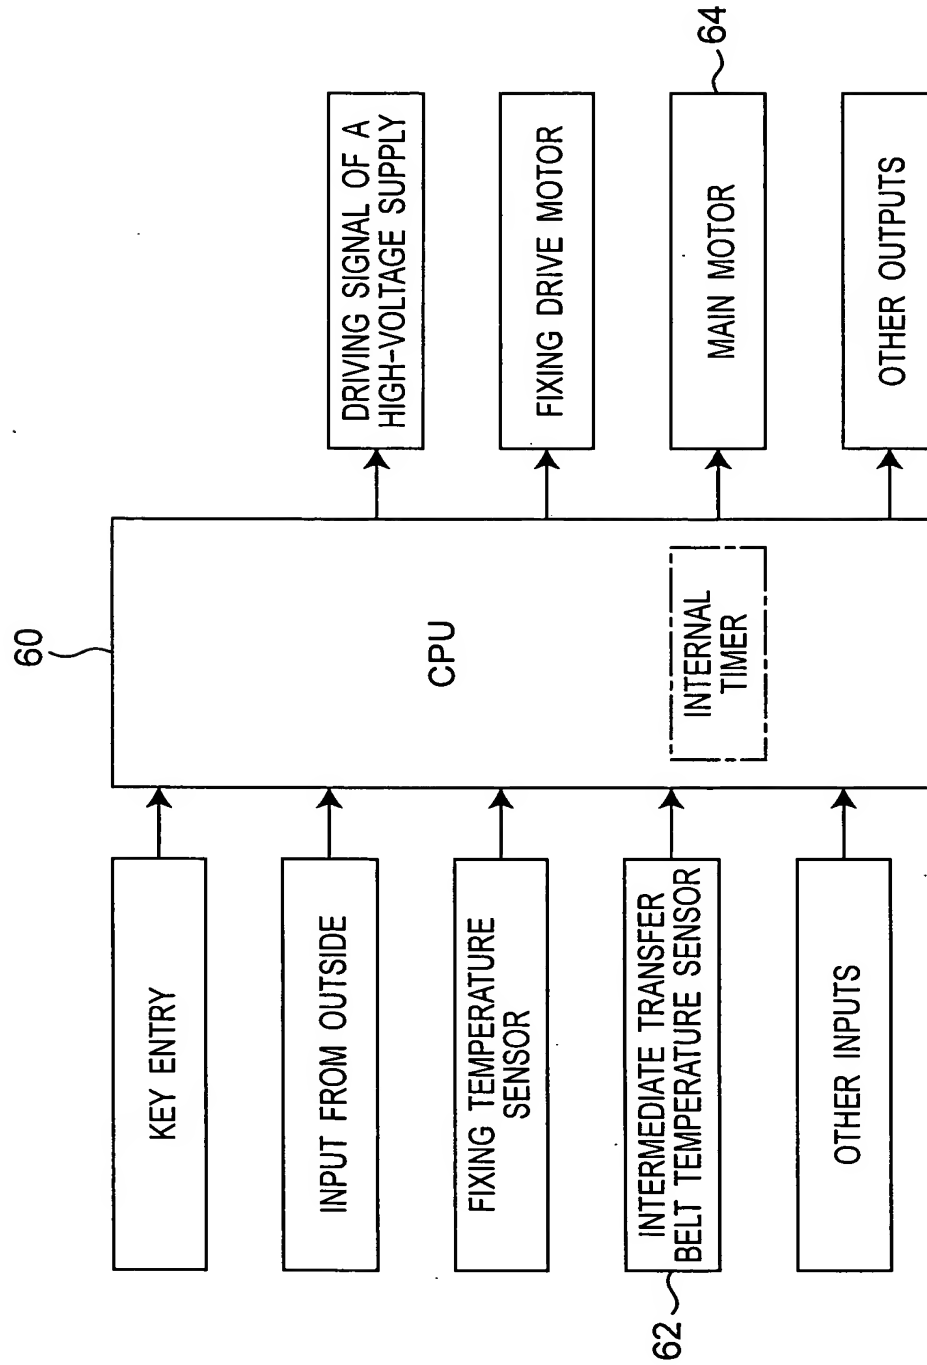 60
KEY ENTRY
INPUT FROM OUTSIDE
FIXING TEMPERATURE
SENSOR
INTERMEDIATE TRANSFER
BELT TEMPERATURE SENSOR
62
OTHER INPUTS
CPU
INTERNAL
TIMER
DRIVING SIGNAL OF A
HIGH-VOLTAGE SUPPLY
FIXING DRIVE MOTOR
MAIN MOTOR
64
OTHER OUTPUTS